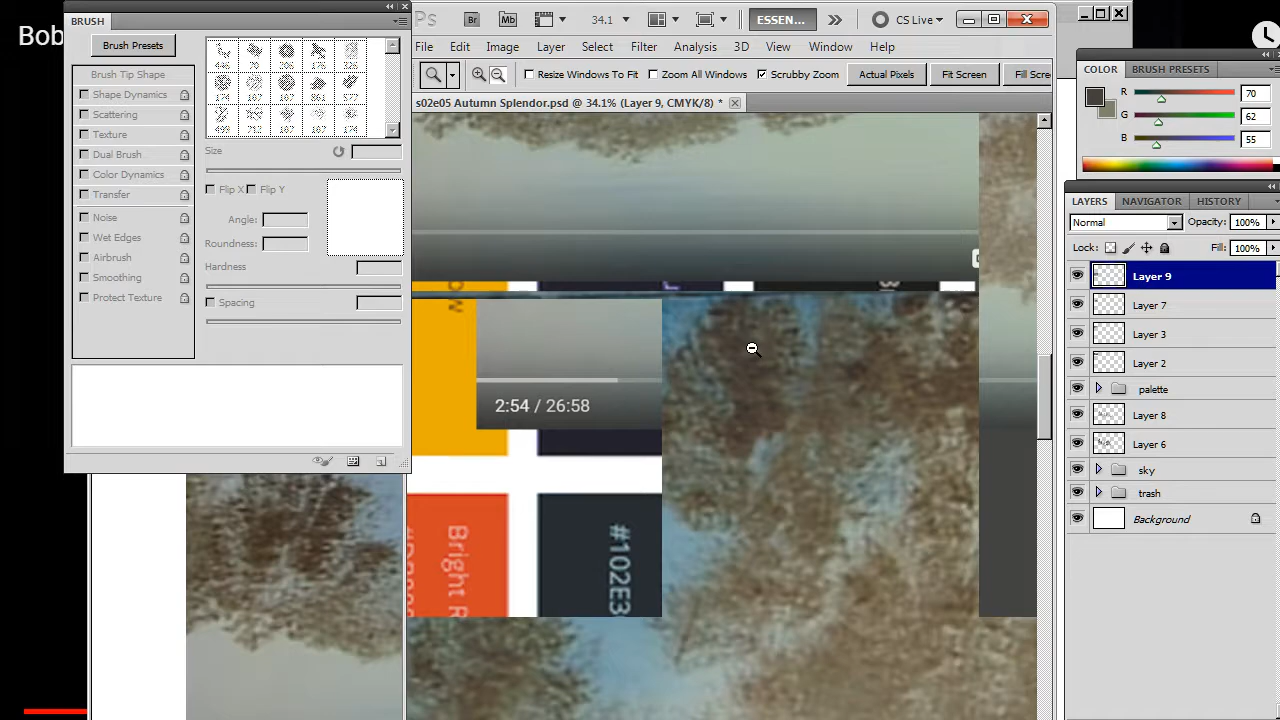 Bob
BRUSH
Brush Presets
Brush Tip Shape
Shape Dynamics
Scattering
Texture
Dual Brush
Color Dynamics
Transfer
Noise
Wet Edges
Airbrush
Smoothing
Protect Texture
Size
Flip X
Flip Y
Angle:
Roundness:
Hardness
Spacing
Ps
Br
Mb
34.1
ESSEN...
CS Live
File Edit Image Layer Select Filter Analysis 3D View Window Help
Resize Windows To Fit
Zoom All Windows
Scrubby Zoom
Actual Pixels
Fit Screen
Fill Scre
s02e05 Autumn Splendor.psd @ 34.1% (Layer 9, CMYK/8) *
2:54 / 26:58
Bright R
#102E3
COLOR
BRUSH PRESETS
R 70
G 62
B 55
LAYERS NAVIGATOR HISTORY
Normal
Opacity: 100%
Lock:
Fill: 100%
Layer 9
Layer 7
Layer 3
Layer 2
palette
Layer 8
Layer 6
sky
trash
Background